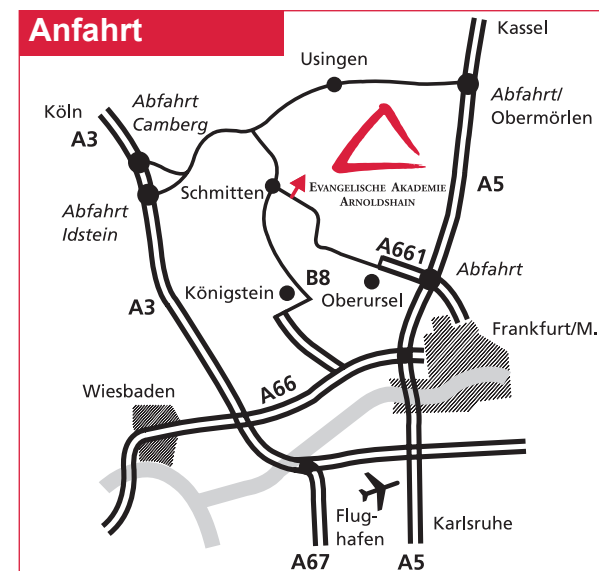 Anfahrt
Kassel
Usingen
Abfahrt
Camberg
Köln
A3
Abfahrt/
Obermörlen
Schmitten
EVANGELISCHE AKADEMIE
ARNOLDSHAIN
A5
Abfahrt
Idstein
A661
Abfahrt
B8
Königstein
Oberursel
A3
Frankfurt/M.
Wiesbaden
A66
Flug-
hafen
Karlsruhe
A67
A5